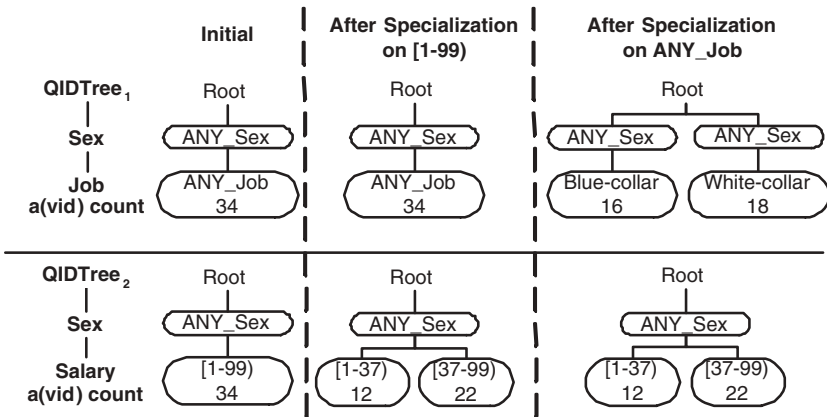 Initial
After Specialization
on [1-99)
After Specialization
on ANY_Job
QIDTree₁
Root
Root
Root
Sex
ANY_Sex
ANY_Sex
ANY_Sex
ANY_Sex
Job
a(vid) count
ANY_Job
34
ANY_Job
34
Blue-collar
16
White-collar
18
QIDTree₂
Root
Root
Root
Sex
ANY_Sex
ANY_Sex
ANY_Sex
Salary
a(vid) count
[1-99)
34
[1-37)
12
[37-99)
22
[1-37)
12
[37-99)
22